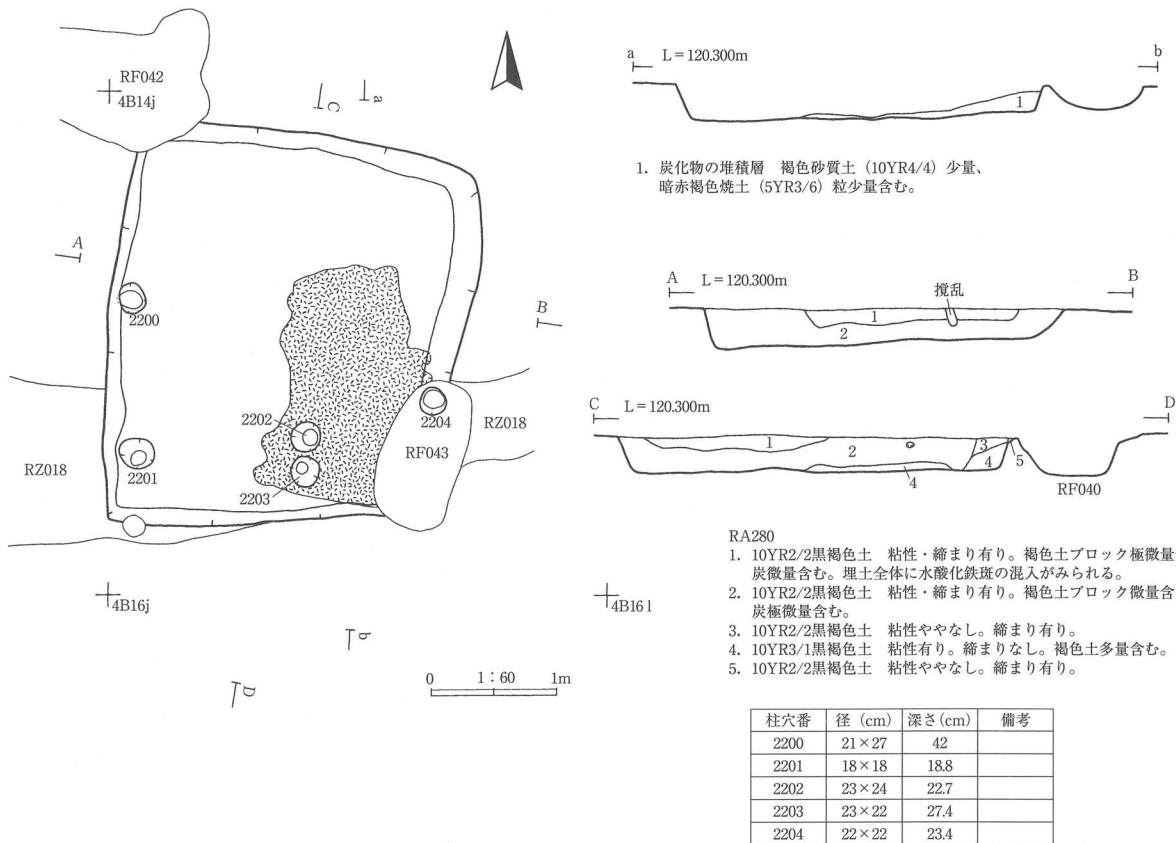 RF042
4B14j
C
a
A
B
2200
2202
2204
RZ018
RF043
RZ018
2201
2203
4B16j
4B16l
b
D
0 1：60 1m
a L=120.300m b
1
1. 炭化物の堆積層 褐色砂質土（10YR4/4）少量、
暗赤褐色焼土（5YR3/6）粒少量含む。
A L=120.300m B
撹乱
1
2
C L=120.300m D
1
2
3
4
5
4
RF040
RA280
1. 10YR2/2黒褐色土 粘性・締まり有り。褐色土ブロック極微量
炭微量含む。埋土全体に水酸化鉄斑の混入がみられる。
2. 10YR2/2黒褐色土 粘性・締まり有り。褐色土ブロック微量含
炭極微量含む。
3. 10YR2/2黒褐色土 粘性ややなし。締まり有り。
4. 10YR3/1黒褐色土 粘性有り。締まりなし。褐色土多量含む。
5. 10YR2/2黒褐色土 粘性ややなし。締まり有り。
柱穴番 径（cm） 深さ(cm) 備考
2200 21×27 42
2201 18×18 18.8
2202 23×24 22.7
2203 23×22 27.4
2204 22×22 23.4